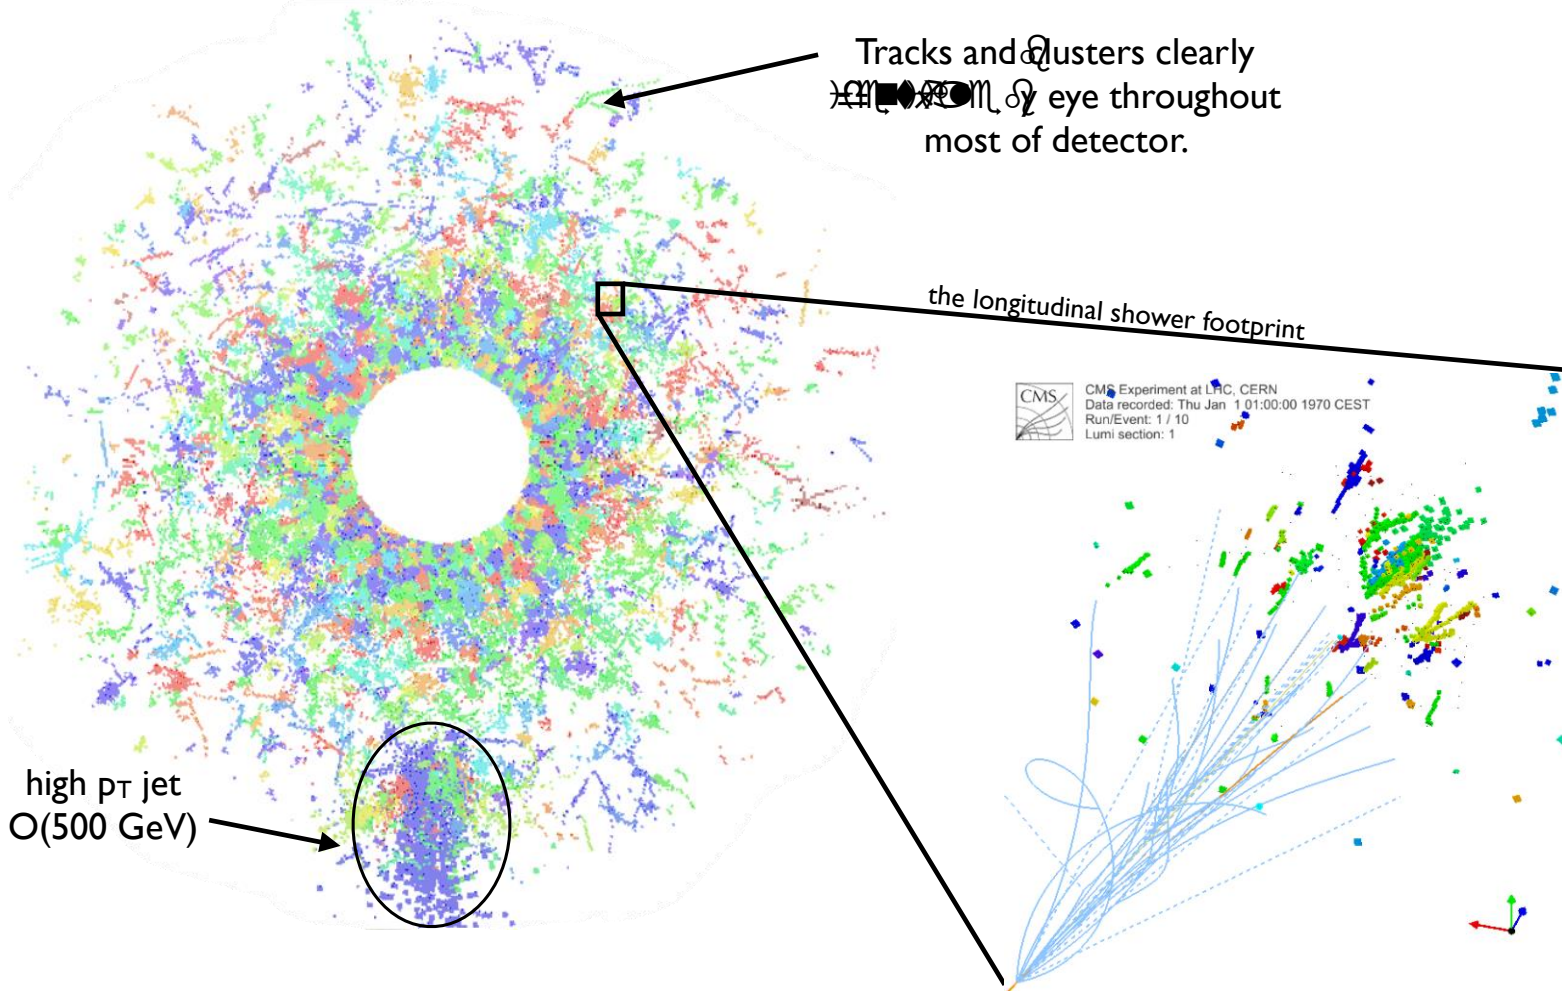 Tracks and clusters clearly
eye throughout
most of detector.
the longitudinal shower footprint
CMS
CMS Experiment at LHC, CERN
Data recorded: Thu Jan 1 01:00:00 1970 CEST
Run/Event: 1 / 10
Lumi section: 1
high pT jet
O(500 GeV)